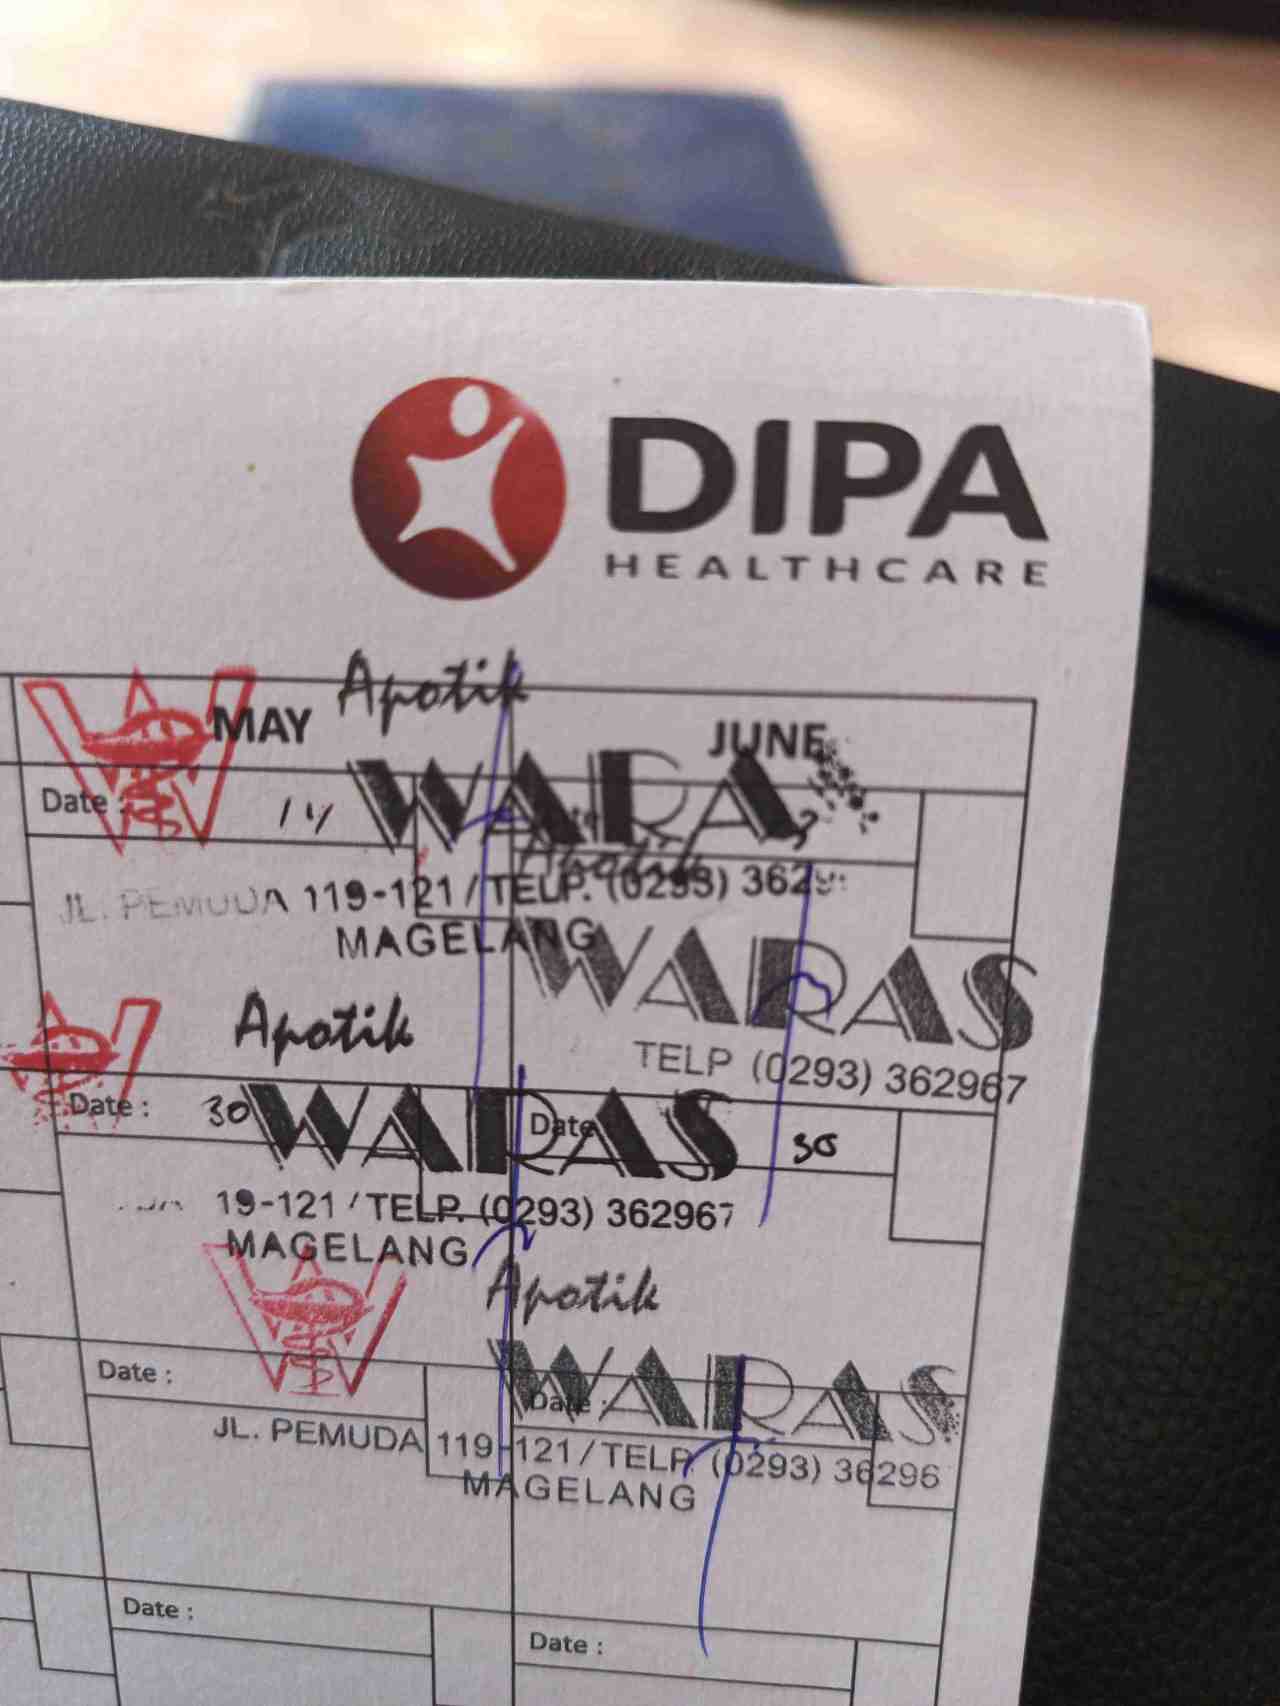 DIPA
HEALTHCARE
MAY
JUNE
Apotik
WARA
Date : 14
JL. PEMUDA 119-121 / TELP. (0293) 362
MAGELANG
Apotik
WARAS
TELP (0293) 362967
Apotik
WARAS
Date : 30
Date 30
19-121 / TELP. (0293) 362967
MAGELANG
Apotik
WARAS
Date :
Date :
JL. PEMUDA 119-121 / TELP. (0293) 36296
MAGELANG
Date :
Date :